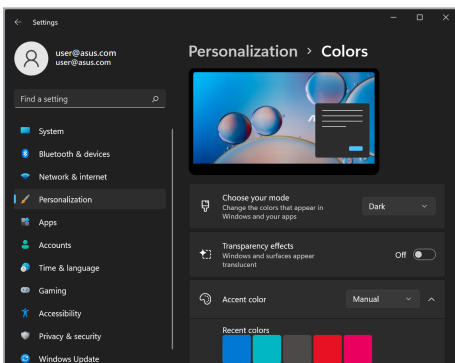 Settings
user@asus.com
user@asus.com
Find a setting
System
Bluetooth & devices
Network & internet
Personalization
Apps
Accounts
Time & language
Gaming
Accessibility
Privacy & security
Windows Update
Personalization > Colors
Choose your mode
Change the colors that appear in
Windows and your apps
Dark
Transparency effects
Windows and surfaces appear
translucent
Off
Accent color
Manual
Recent colors